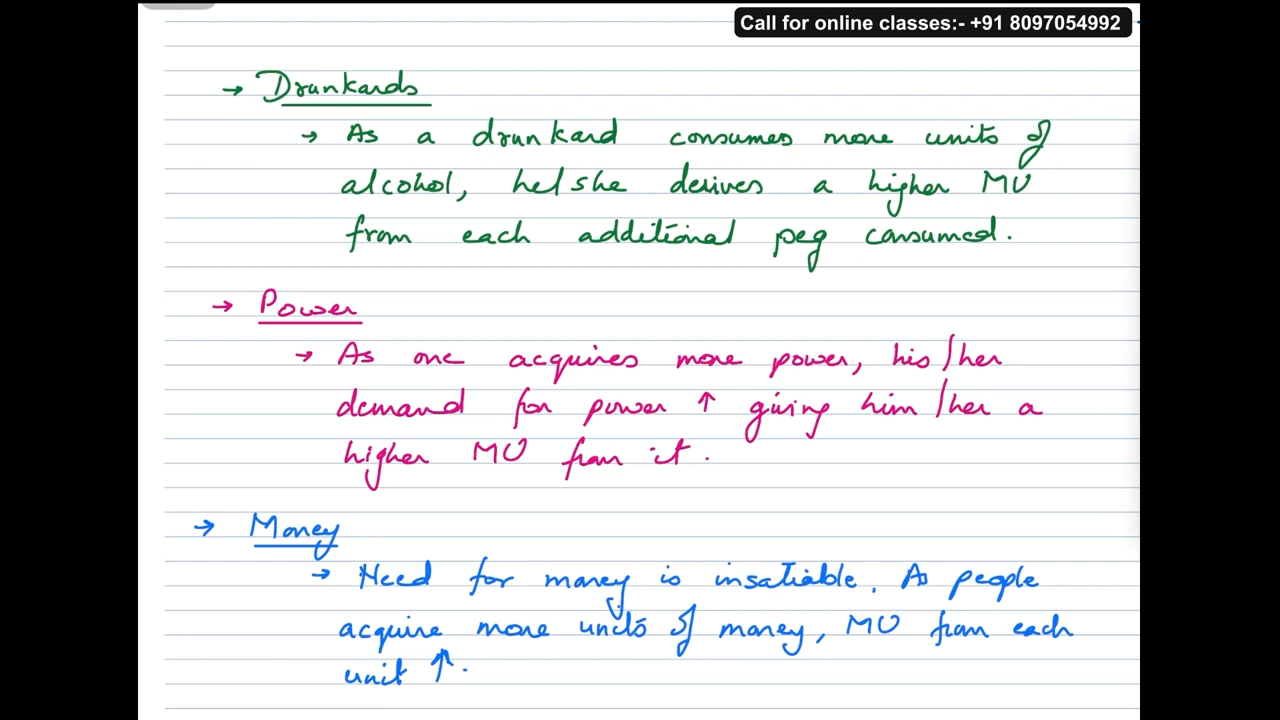 Call for online classes:- +91 8097054992
→ Drunkards
→ As a drunkard consumes more units of
alcohol, he/she derives a higher MU
from each additional peg consumed.
→ Power
→ As one acquires more power, his/her
demand for power ↑ giving him/her a
higher MU from it.
→ Money
→ Need for money is insatiable. As people
acquire more units of money, MU from each
unit ↑.